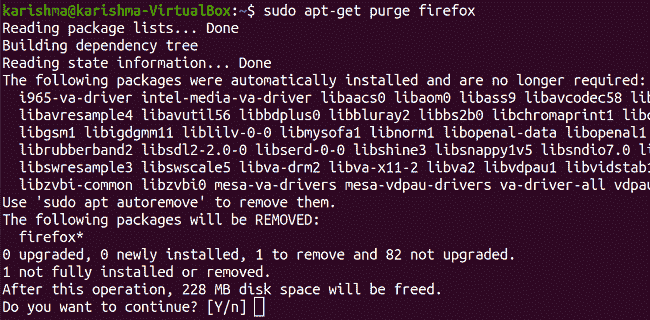 karishma@karishma-VirtualBox:~$ sudo apt-get purge firefox
Reading package lists... Done
Building dependency tree
Reading state information... Done
The following packages were automatically installed and are no longer required:
  i965-va-driver intel-media-va-driver libaacs0 libaom0 libass9 libavcodec58 li
  libavresample4 libavutil56 libbdplus0 libbluray2 libbs2b0 libchromaprint1 libc
  libgsm1 libigdgmm11 liblilv-0-0 libmysofa1 libnorm1 libopenal-data libopenal1
  librubberband2 libsdl2-2.0-0 libserd-0-0 libshine3 libsnappy1v5 libsndio7.0 l
  libswresample3 libswscale5 libva-drm2 libva-x11-2 libva2 libvdpau1 libvidstab1
  libzvbi-common libzvbi0 mesa-va-drivers mesa-vdpau-drivers va-driver-all vdpau
Use 'sudo apt autoremove' to remove them.
The following packages will be REMOVED:
  firefox*
0 upgraded, 0 newly installed, 1 to remove and 82 not upgraded.
1 not fully installed or removed.
After this operation, 228 MB disk space will be freed.
Do you want to continue? [Y/n]